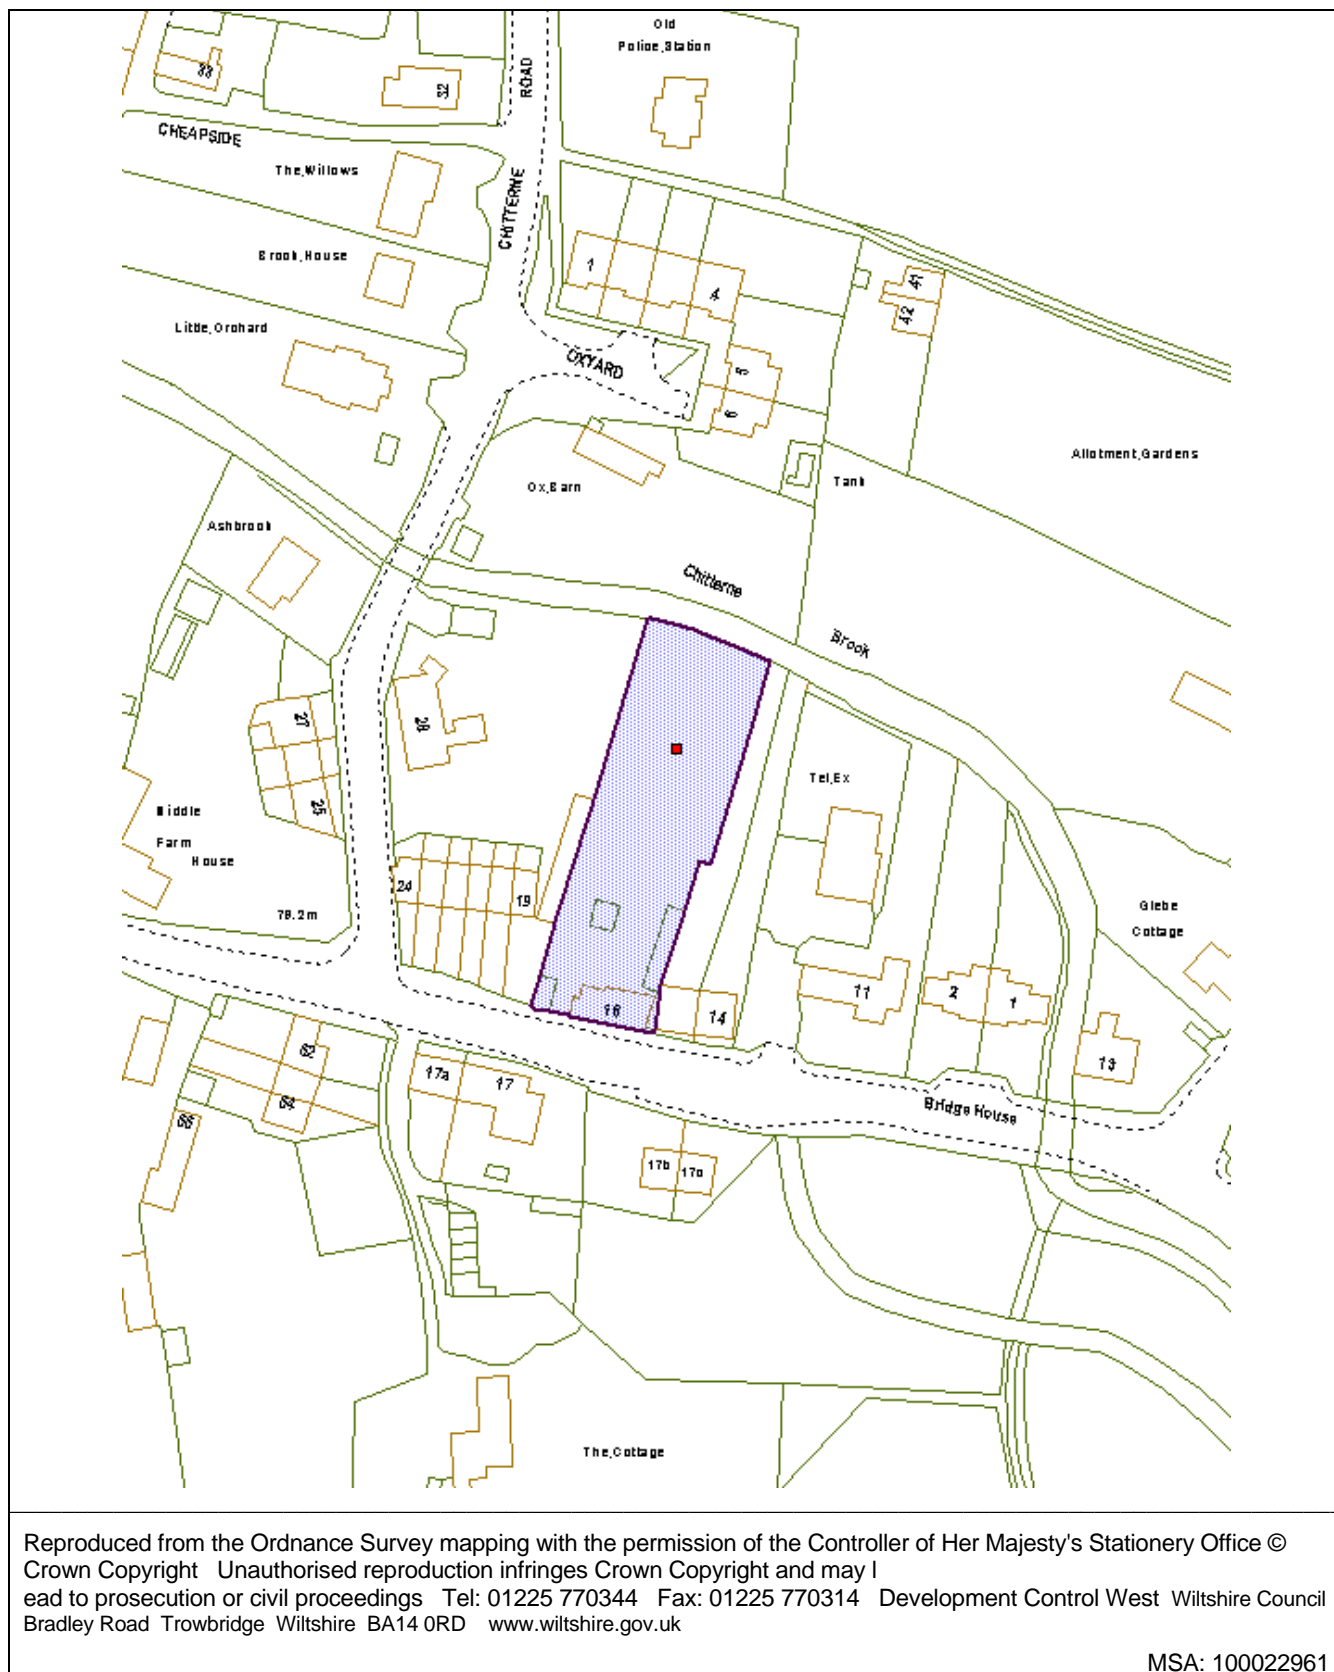 Old
Police Station
33
32
ROAD
CHEAPSIDE
The Willows
CHITTERNE
Brook House
1
4
41
42
Little Orchard
OXYARD
5
6
Allotment Gardens
Ox Barn
Tank
Ashbrook
Chitterne
Brook
27
28
25
Tel Ex
Middle
Farm
House
24
19
79.2m
Glebe
Cottage
16
14
11
2
1
13
62
64
66
17a
17
Bridge House
17b
17c
The Cottage
Reproduced from the Ordnance Survey mapping with the permission of the Controller of Her Majesty's Stationery Office ©
Crown Copyright Unauthorised reproduction infringes Crown Copyright and may l
ead to prosecution or civil proceedings Tel: 01225 770344 Fax: 01225 770314 Development Control West Wiltshire Council
Bradley Road Trowbridge Wiltshire BA14 0RD www.wiltshire.gov.uk
MSA: 100022961